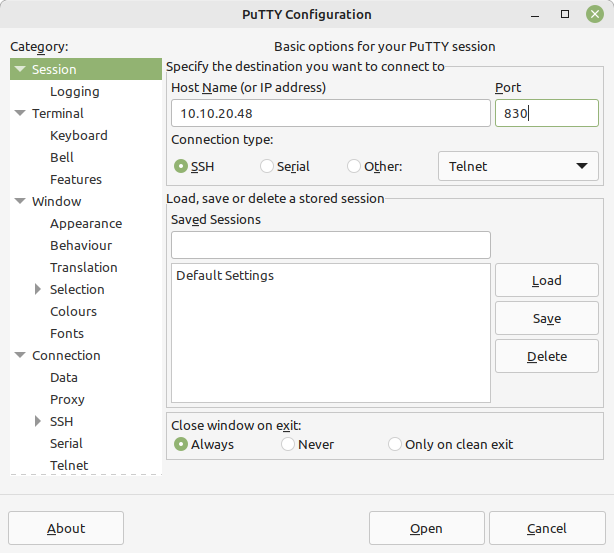 PuTTY Configuration
Category:
Session
Logging
Terminal
Keyboard
Bell
Features
Window
Appearance
Behaviour
Translation
Selection
Colours
Fonts
Connection
Data
Proxy
SSH
Serial
Telnet
Basic options for your PuTTY session
Specify the destination you want to connect to
Host Name (or IP address)
Port
10.10.20.48
830
Connection type:
SSH
Serial
Other:
Telnet
Load, save or delete a stored session
Saved Sessions
Default Settings
Load
Save
Delete
Close window on exit:
Always
Never
Only on clean exit
About
Open
Cancel